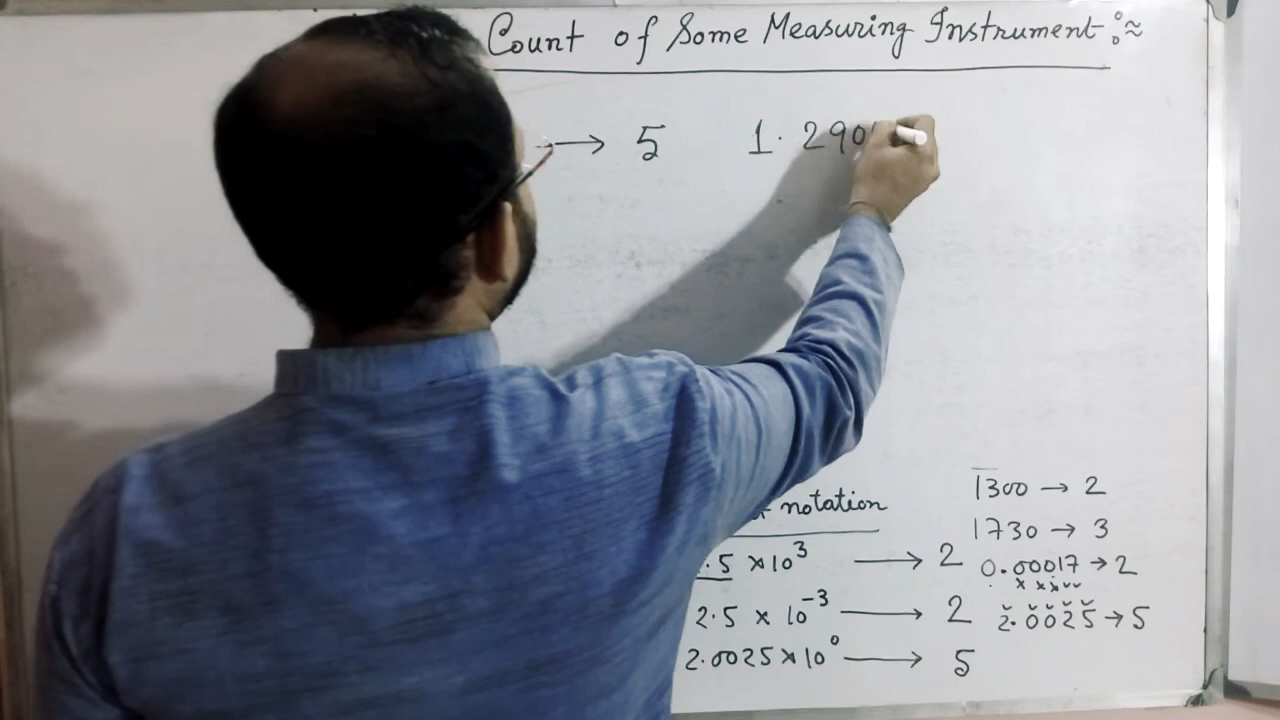 Count of Some Measuring Instrument :≈
→ 5 1.290
notation
.5 ×10³ → 2
2.5 × 10⁻³ → 2
2.0025×10⁰ → 5
1300 → 2
1730 → 3
0.00017 → 2
x x x ✓ ✓
2.0025 → 5